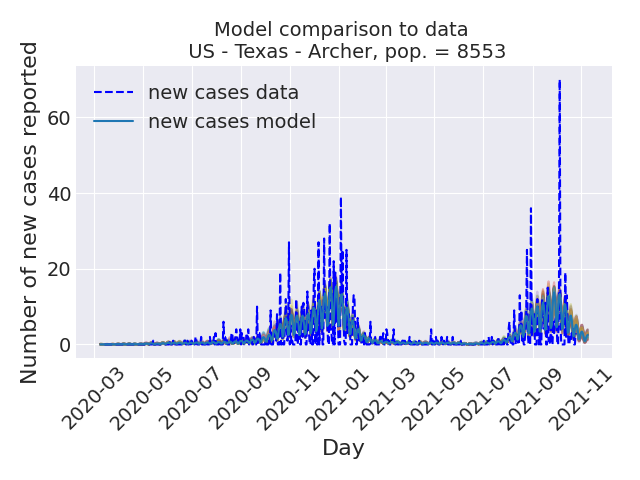 Model comparison to data
US - Texas - Archer, pop. = 8553
Number of new cases reported
new cases data
new cases model
60
40
20
0
2020-03
2020-05
2020-07
2020-09
2020-11
2021-01
2021-03
2021-05
2021-07
2021-09
2021-11
Day